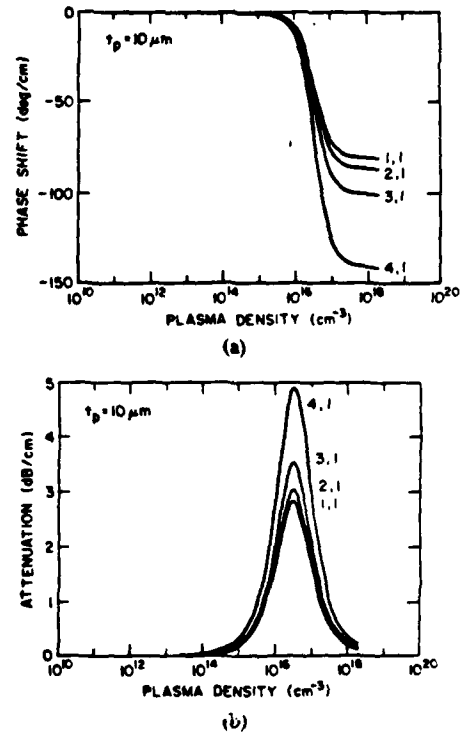 t_p = 10 μm
0
-50
-100
-150
PHASE SHIFT (deg/cm)
1,1
2,1
3,1
4,1
10^10 10^12 10^14 10^16 10^18 10^20
PLASMA DENSITY (cm^-3)
(a)
t_p = 10 μm
5
4
3
2
1
0
ATTENUATION (dB/cm)
4,1
3,1
2,1
1,1
10^10 10^12 10^14 10^16 10^18 10^20
PLASMA DENSITY (cm^-3)
(b)